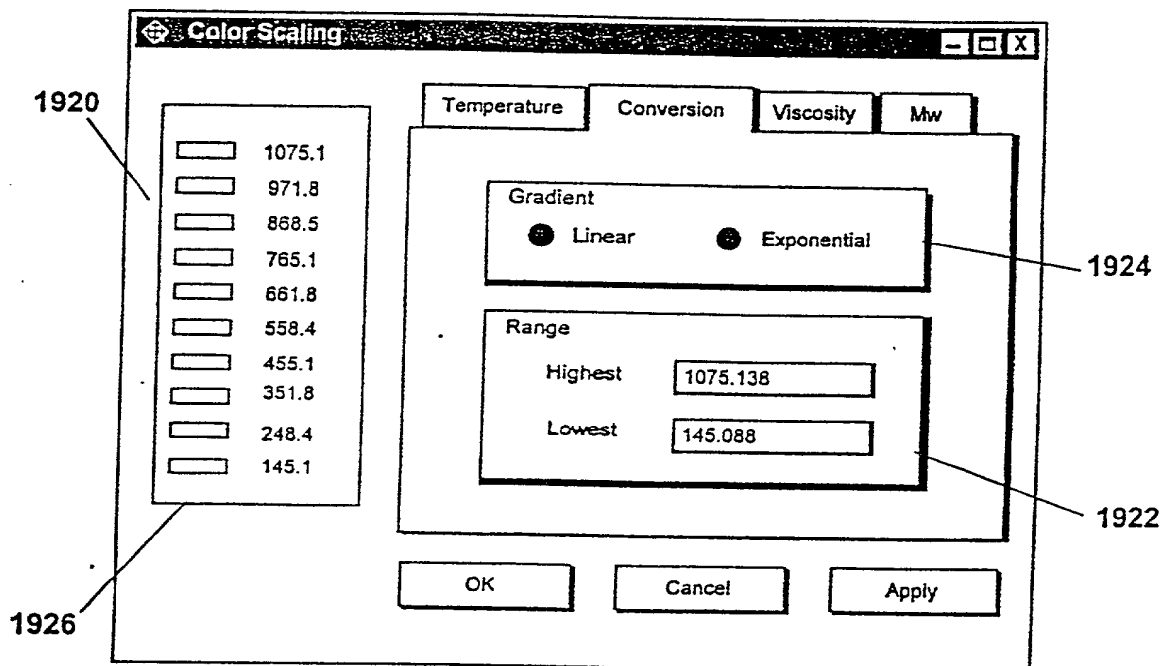 Color Scaling
1920
1075.1
971.8
868.5
765.1
661.8
558.4
455.1
351.8
248.4
145.1
1926
Temperature Conversion Viscosity Mw
Gradient
Linear Exponential
1924
Range
Highest 1075.138
Lowest 145.088
1922
OK Cancel Apply